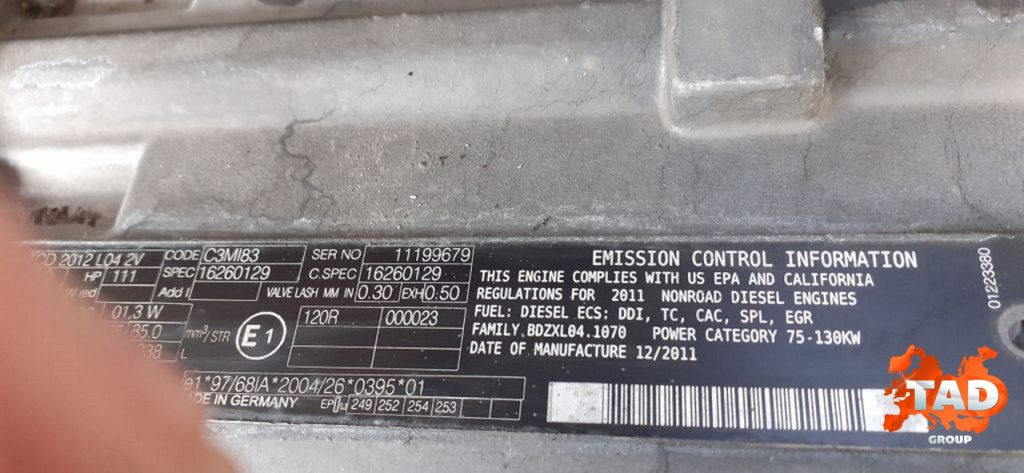 CD 2012 L04 2V CODE C3MI83 SER NO 11199679
HP 111 SPEC 16260129 C.SPEC 16260129
red Add I VALVE LASH MM IN 0.30 EXH 0.50
01,3 W 120R 000023
85.0 mm³/STR E1
038 L
e1*97/68IA*2004/26*0395*01
DE IN GERMANY EP 249 252 254 253
EMISSION CONTROL INFORMATION
THIS ENGINE COMPLIES WITH US EPA AND CALIFORNIA
REGULATIONS FOR 2011 NONROAD DIESEL ENGINES
FUEL: DIESEL ECS: DDI, TC, CAC, SPL, EGR
FAMILY.BDZXL04.1070 POWER CATEGORY 75-130KW
DATE OF MANUFACTURE 12/2011
01223380
TAD
GROUP